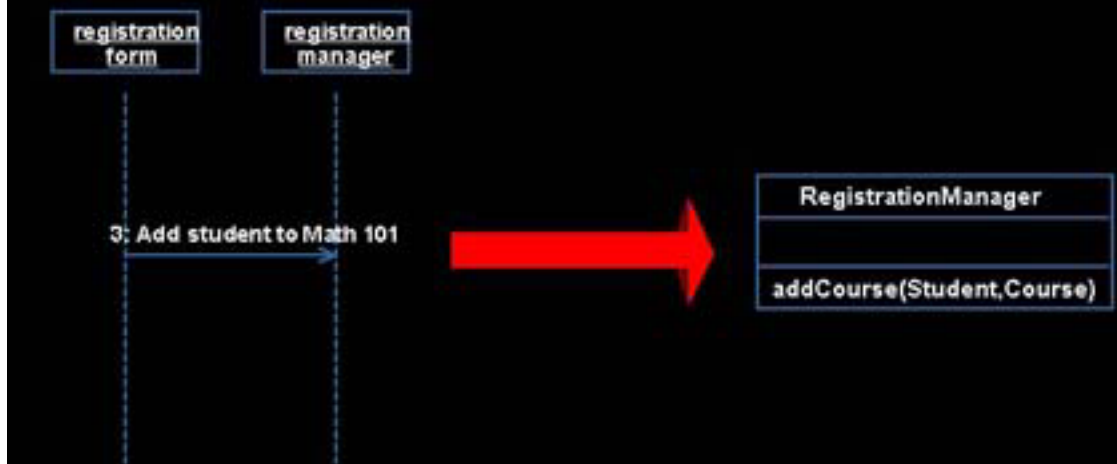 registration
form
registration
manager
3: Add student to Math 101
RegistrationManager
addCourse(Student,Course)